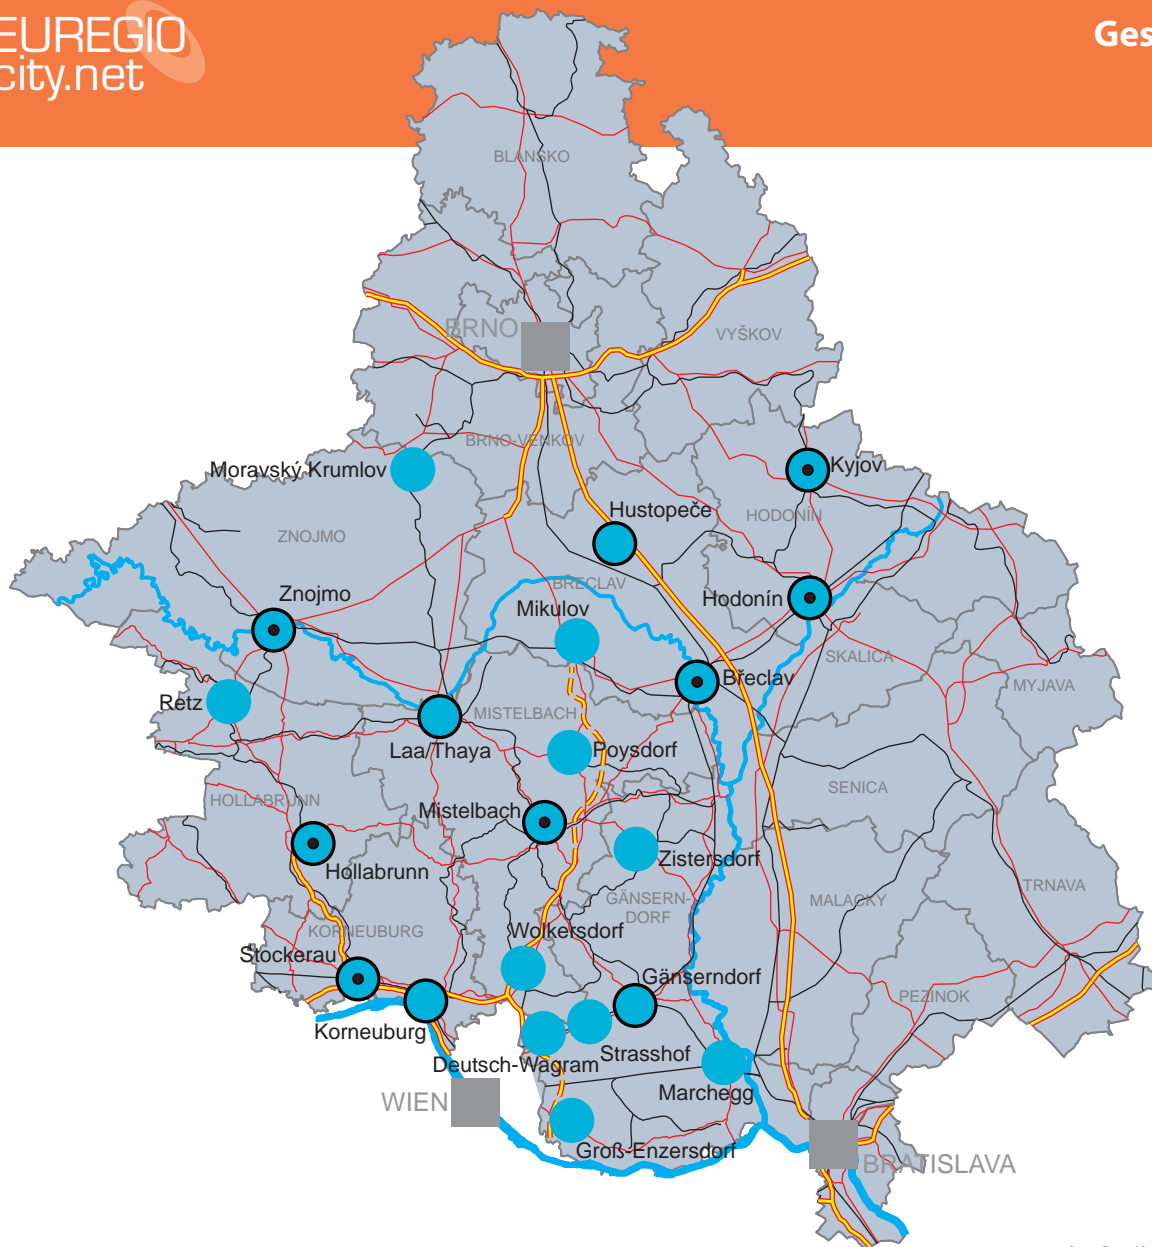 EUREGIO
city.net
Ges
BLANSKO
BRNO
VYŠKOV
BRNO-VENKOV
Moravský Krumlov
Kyjov
Hustopeče
HODONÍN
ZNOJMO
BŘECLAV
Znojmo
Mikulov
Hodonín
SKALICA
Břeclav
MYJAVA
Retz
MISTELBACH
Laa/Thaya
Poysdorf
SENICA
HOLLABRUNN
Mistelbach
Zistersdorf
Hollabrunn
TRNAVA
GÄNSERN-
DORF
MALACKY
KORNEUBURG
Wolkersdorf
Stockerau
Gänserndorf
PEZINOK
Korneuburg
Strasshof
Deutsch-Wagram
Marchegg
WIEN
Groß-Enzersdorf
BRATISLAVA